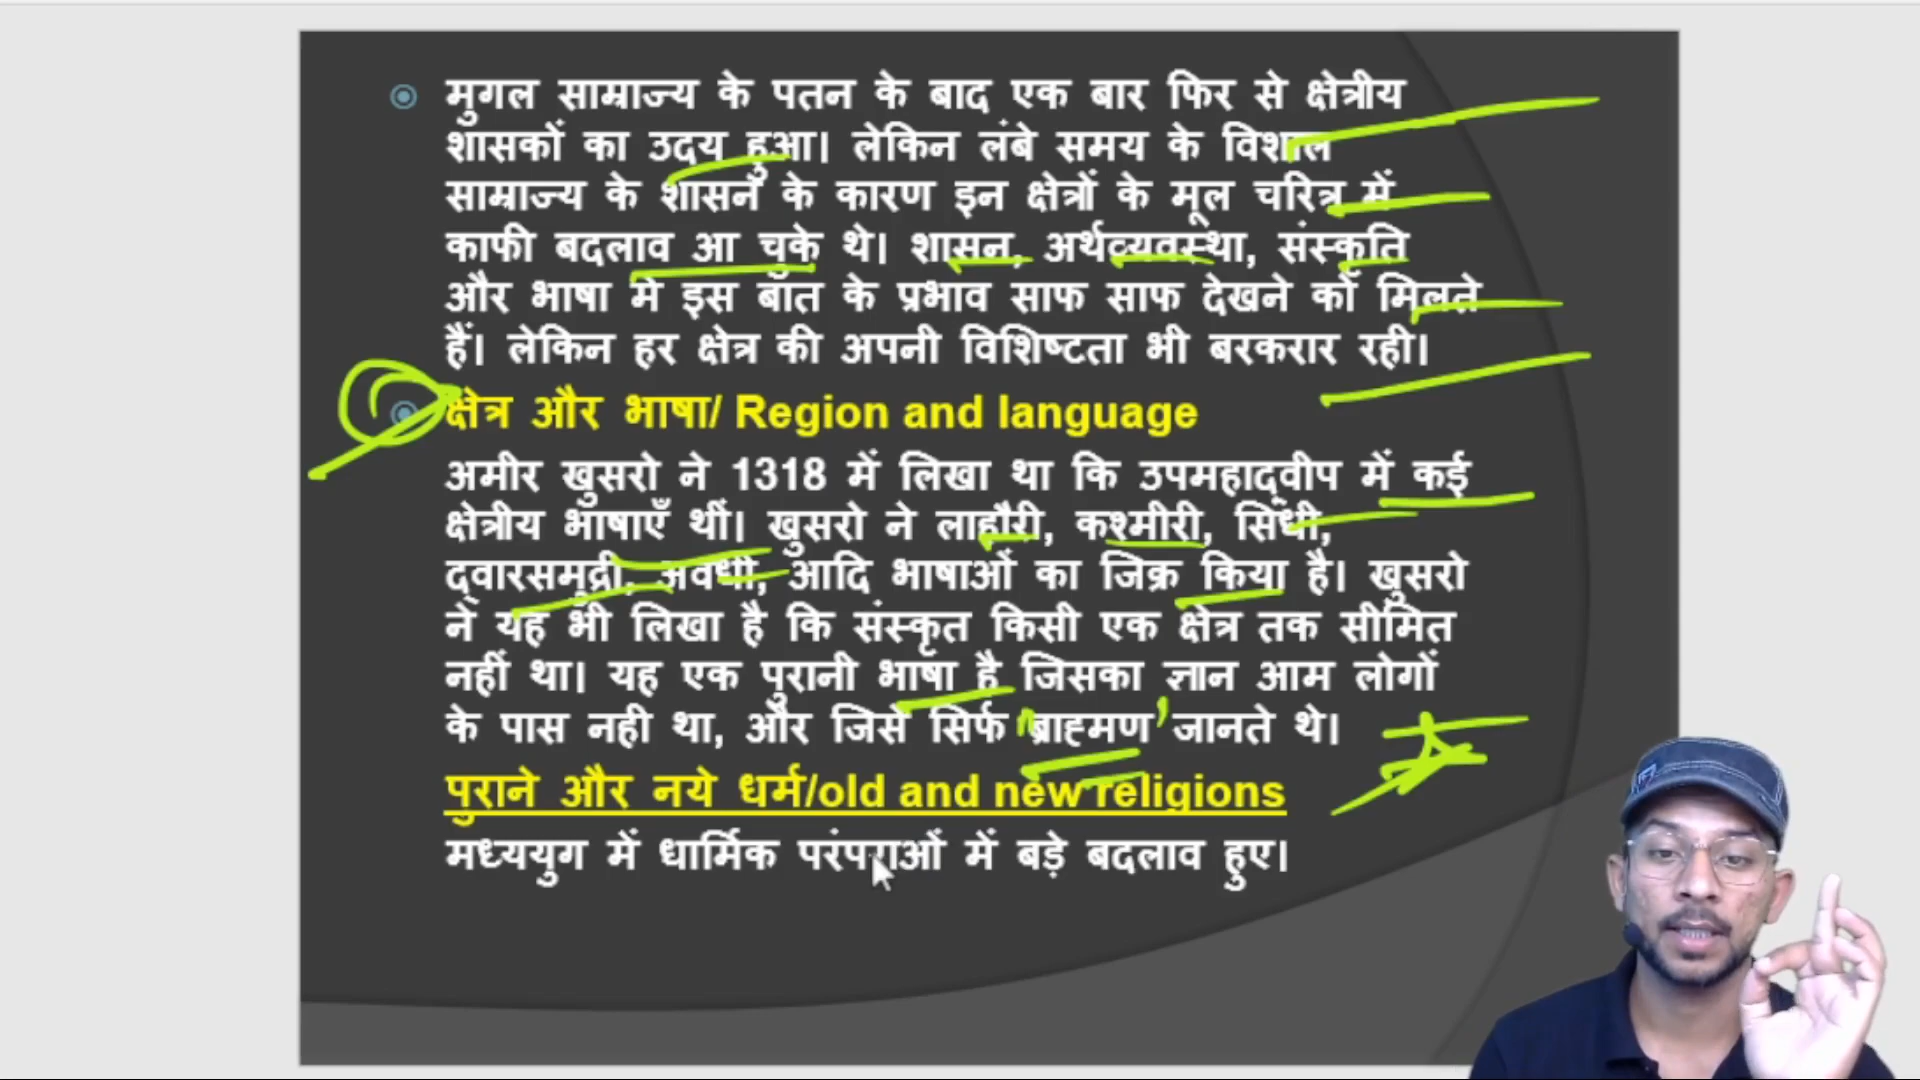 मुगल साम्राज्य के पतन के बाद एक बार फिर से क्षेत्रीय
शासकों का उदय हुआ। लेकिन लंबे समय के विशाल
साम्राज्य के शासन के कारण इन क्षेत्रों के मूल चरित्र में
काफी बदलाव आ चुके थे। शासन, अर्थव्यवस्था, संस्कृति
और भाषा में इस बात के प्रभाव साफ साफ देखने को मिलते
हैं। लेकिन हर क्षेत्र की अपनी विशिष्टता भी बरकरार रही।
क्षेत्र और भाषा/ Region and language
अमीर खुसरो ने 1318 में लिखा था कि उपमहाद्वीप में कई
क्षेत्रीय भाषाएँ थीं। खुसरो ने लाहौरी, कश्मीरी, सिंधी,
द्वारसमुद्री, अवधी, आदि भाषाओं का जिक्र किया है। खुसरो
ने यह भी लिखा है कि संस्कृत किसी एक क्षेत्र तक सीमित
नहीं था। यह एक पुरानी भाषा है जिसका ज्ञान आम लोगों
के पास नही था, और जिसे सिर्फ ब्राह्मण जानते थे।
पुराने और नये धर्म/old and new religions
मध्ययुग में धार्मिक परंपराओं में बड़े बदलाव हुए।